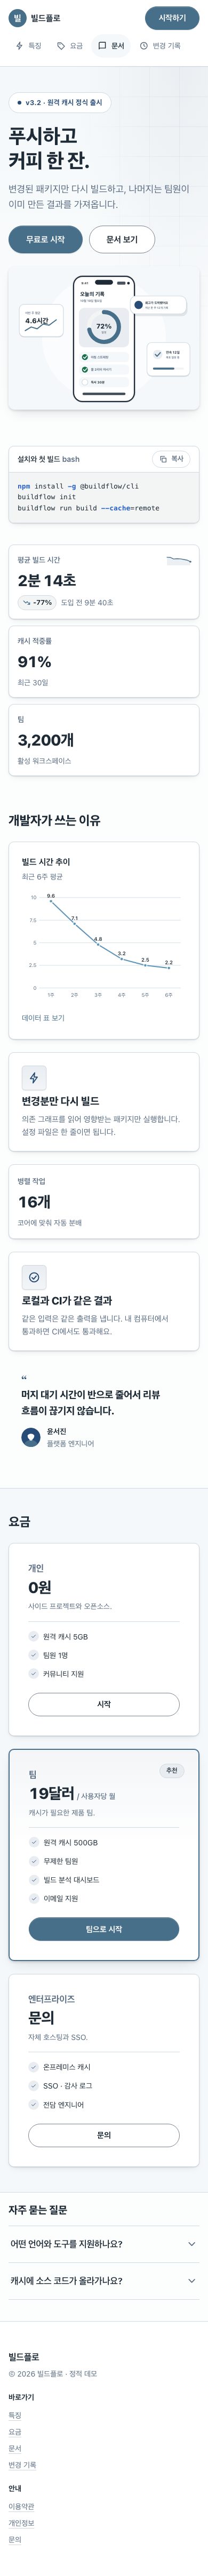 빌 빌드플로
시작하기
특징 요금 문서 변경 기록
v3.2 · 원격 캐시 정식 출시
푸시하고
커피 한 잔.
변경된 패키지만 다시 빌드하고, 나머지는 팀원이
이미 만든 결과를 가져옵니다.
무료로 시작
문서 보기
오늘의 기록
4.6시간
72%
설치와 첫 빌드 bash
복사
npm install -g @buildflow/cli
buildflow init
buildflow run build --cache=remote
평균 빌드 시간
2분 14초
-77% 도입 전 9분 40초
캐시 적중률
91%
최근 30일
팀
3,200개
활성 워크스페이스
개발자가 쓰는 이유
빌드 시간 추이
최근 6주 평균
10
7.5
5
2.5
0
9.6
7.1
4.8
3.2
2.5
2.2
1주 2주 3주 4주 5주 6주
데이터 표 보기
변경분만 다시 빌드
의존 그래프를 읽어 영향받는 패키지만 실행합니다.
설정 파일은 한 줄이면 됩니다.
병렬 작업
16개
코어에 맞춰 자동 분배
로컬과 CI가 같은 결과
같은 입력은 같은 출력을 냅니다. 내 컴퓨터에서
통과하면 CI에서도 통과해요.
“
머지 대기 시간이 반으로 줄어서 리뷰
흐름이 끊기지 않습니다.
윤서진
플랫폼 엔지니어
요금
개인
0원
사이드 프로젝트와 오픈소스.
원격 캐시 5GB
팀원 1명
커뮤니티 지원
시작
추천
팀
19달러 / 사용자당 월
캐시가 필요한 제품 팀.
원격 캐시 500GB
무제한 팀원
빌드 분석 대시보드
이메일 지원
팀으로 시작
엔터프라이즈
문의
자체 호스팅과 SSO.
온프레미스 캐시
SSO · 감사 로그
전담 엔지니어
문의
자주 묻는 질문
어떤 언어와 도구를 지원하나요?
캐시에 소스 코드가 올라가나요?
빌드플로
© 2026 빌드플로 · 정적 데모
바로가기
특징
요금
문서
변경 기록
안내
이용약관
개인정보
문의